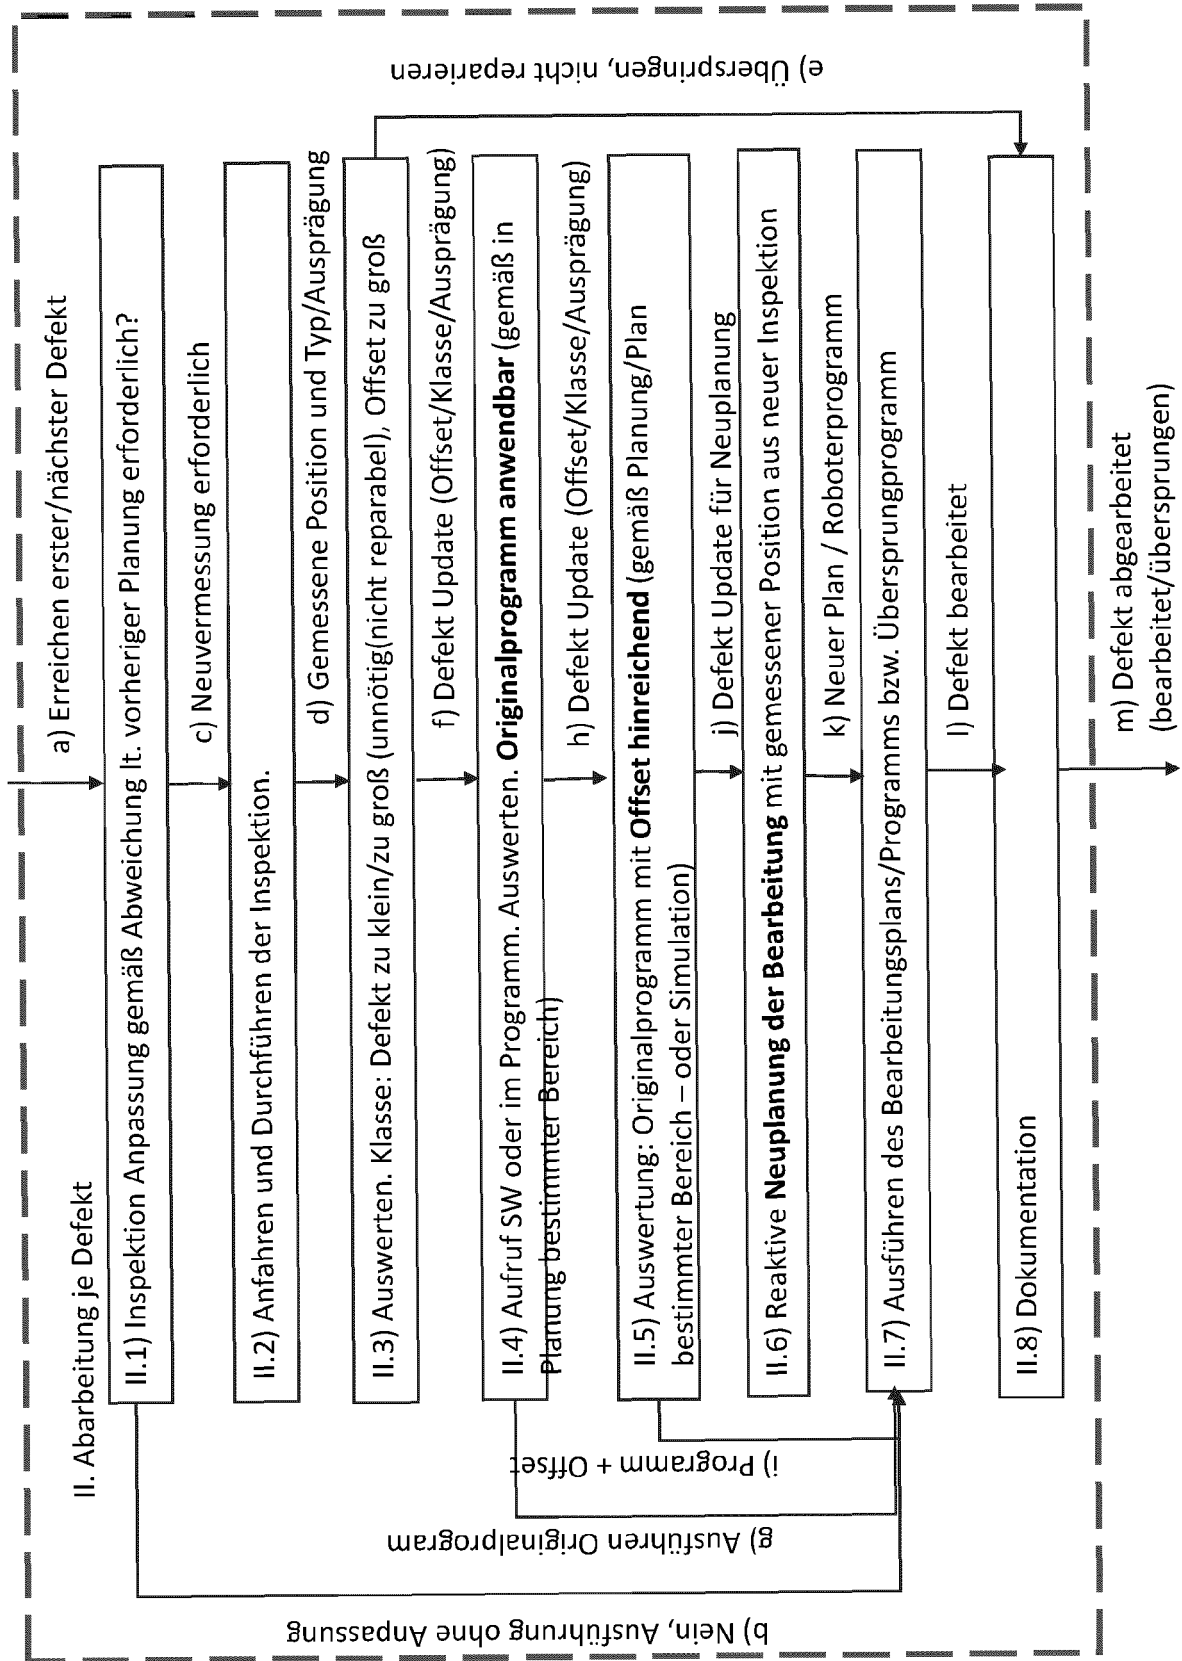 II. Abarbeitung je Defekt
a) Erreichen erster/nächster Defekt
II.1) Inspektion Anpassung gemäß Abweichung lt. vorheriger Planung erforderlich?
b) Nein, Ausführung ohne Anpassung
c) Neuvermessung erforderlich
II.2) Anfahren und Durchführen der Inspektion.
d) Gemessene Position und Typ/Ausprägung
II.3) Auswerten. Klasse: Defekt zu klein/zu groß (unnötig(nicht reparabel), Offset zu groß
e) Überspringen, nicht reparieren
f) Defekt Update (Offset/Klasse/Ausprägung)
II.4) Aufruf SW oder im Programm. Auswerten. Originalprogramm anwendbar (gemäß in
Planung bestimmter Bereich)
g) Ausführen Originalprogram
h) Defekt Update (Offset/Klasse/Ausprägung)
II.5) Auswertung: Originalprogramm mit Offset hinreichend (gemäß Planung/Plan
bestimmter Bereich – oder Simulation)
i) Programm + Offset
j) Defekt Update für Neuplanung
II.6) Reaktive Neuplanung der Bearbeitung mit gemessener Position aus neuer Inspektion
k) Neuer Plan / Roboterprogramm
II.7) Ausführen des Bearbeitungsplans/Programms bzw. Übersprungprogramm
l) Defekt bearbeitet
II.8) Dokumentation
m) Defekt abgearbeitet
(bearbeitet/übersprungen)